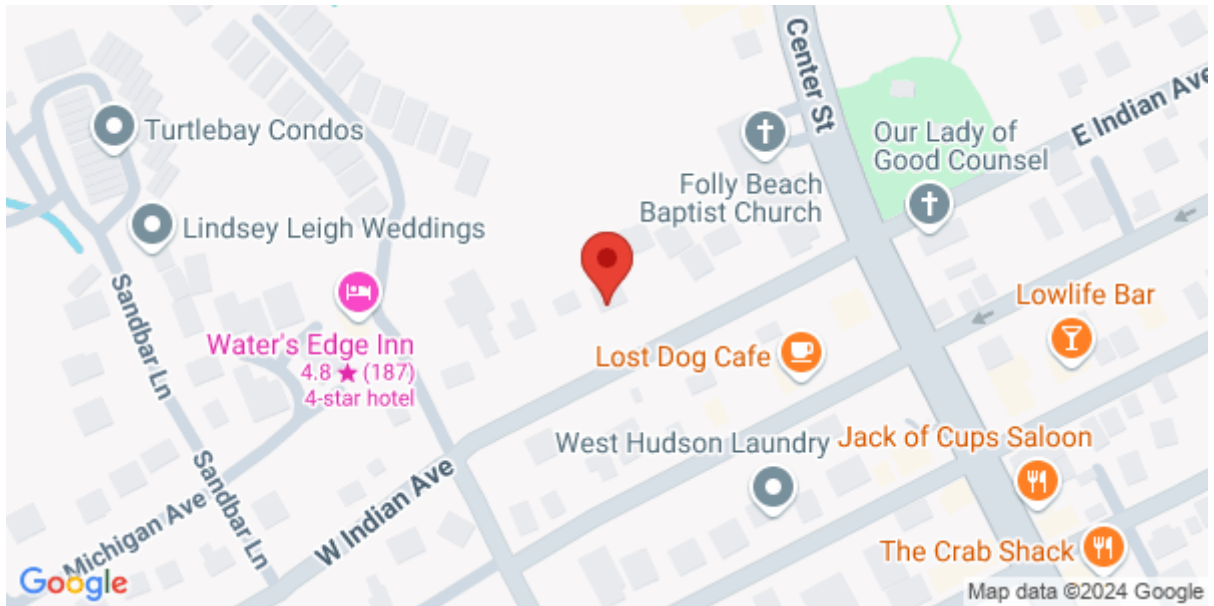 Center St
Turtlebay Condos
Our Lady of
Good Counsel
E Indian Ave
Folly Beach
Baptist Church
Lindsey Leigh Weddings
Sandbar Ln
Water's Edge Inn
4.8 ★ (187)
4-star hotel
Lowlife Bar
Lost Dog Cafe
West Hudson Laundry
Jack of Cups Saloon
Sandbar Ln
Michigan Ave
W Indian Ave
The Crab Shack
Google
Map data ©2024 Google